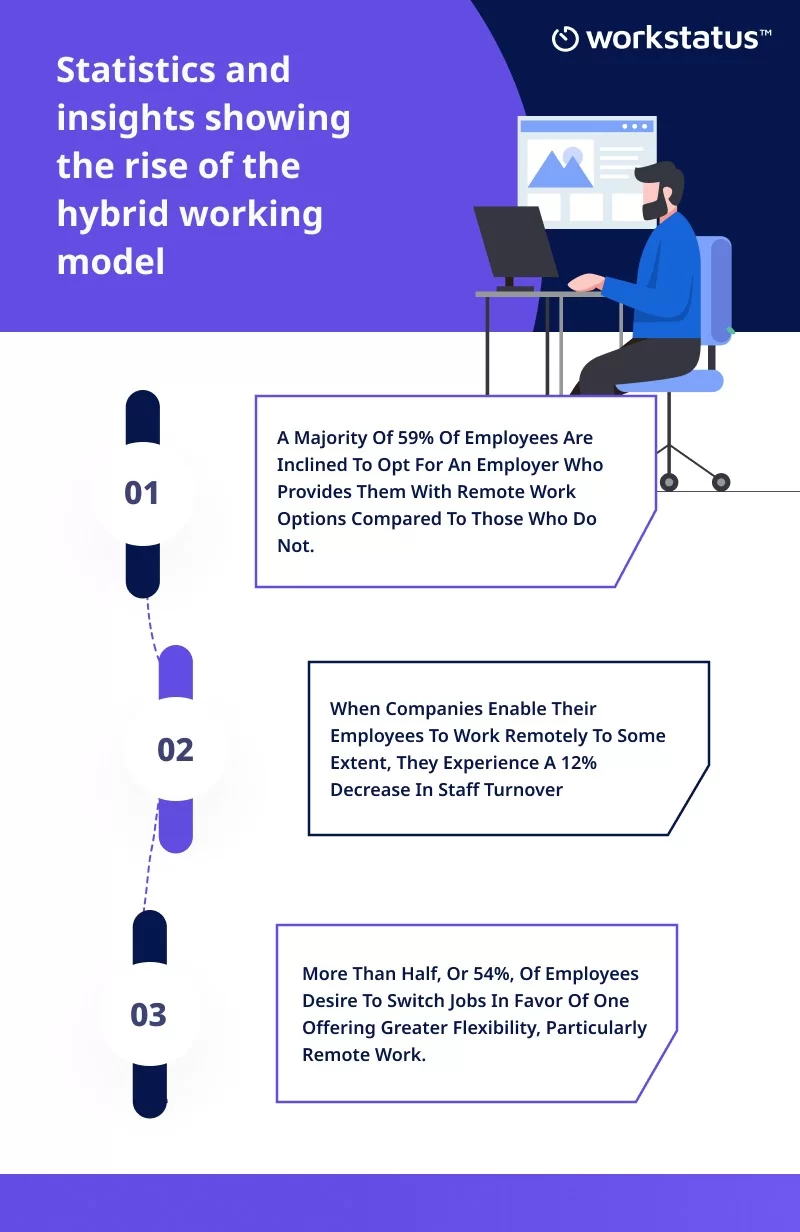 workstatus™
Statistics and
insights showing
the rise of the
hybrid working
model
01
A Majority Of 59% Of Employees Are
Inclined To Opt For An Employer Who
Provides Them With Remote Work
Options Compared To Those Who Do
Not.
02
When Companies Enable Their
Employees To Work Remotely To Some
Extent, They Experience A 12%
Decrease In Staff Turnover
03
More Than Half, Or 54%, Of Employees
Desire To Switch Jobs In Favor Of One
Offering Greater Flexibility, Particularly
Remote Work.